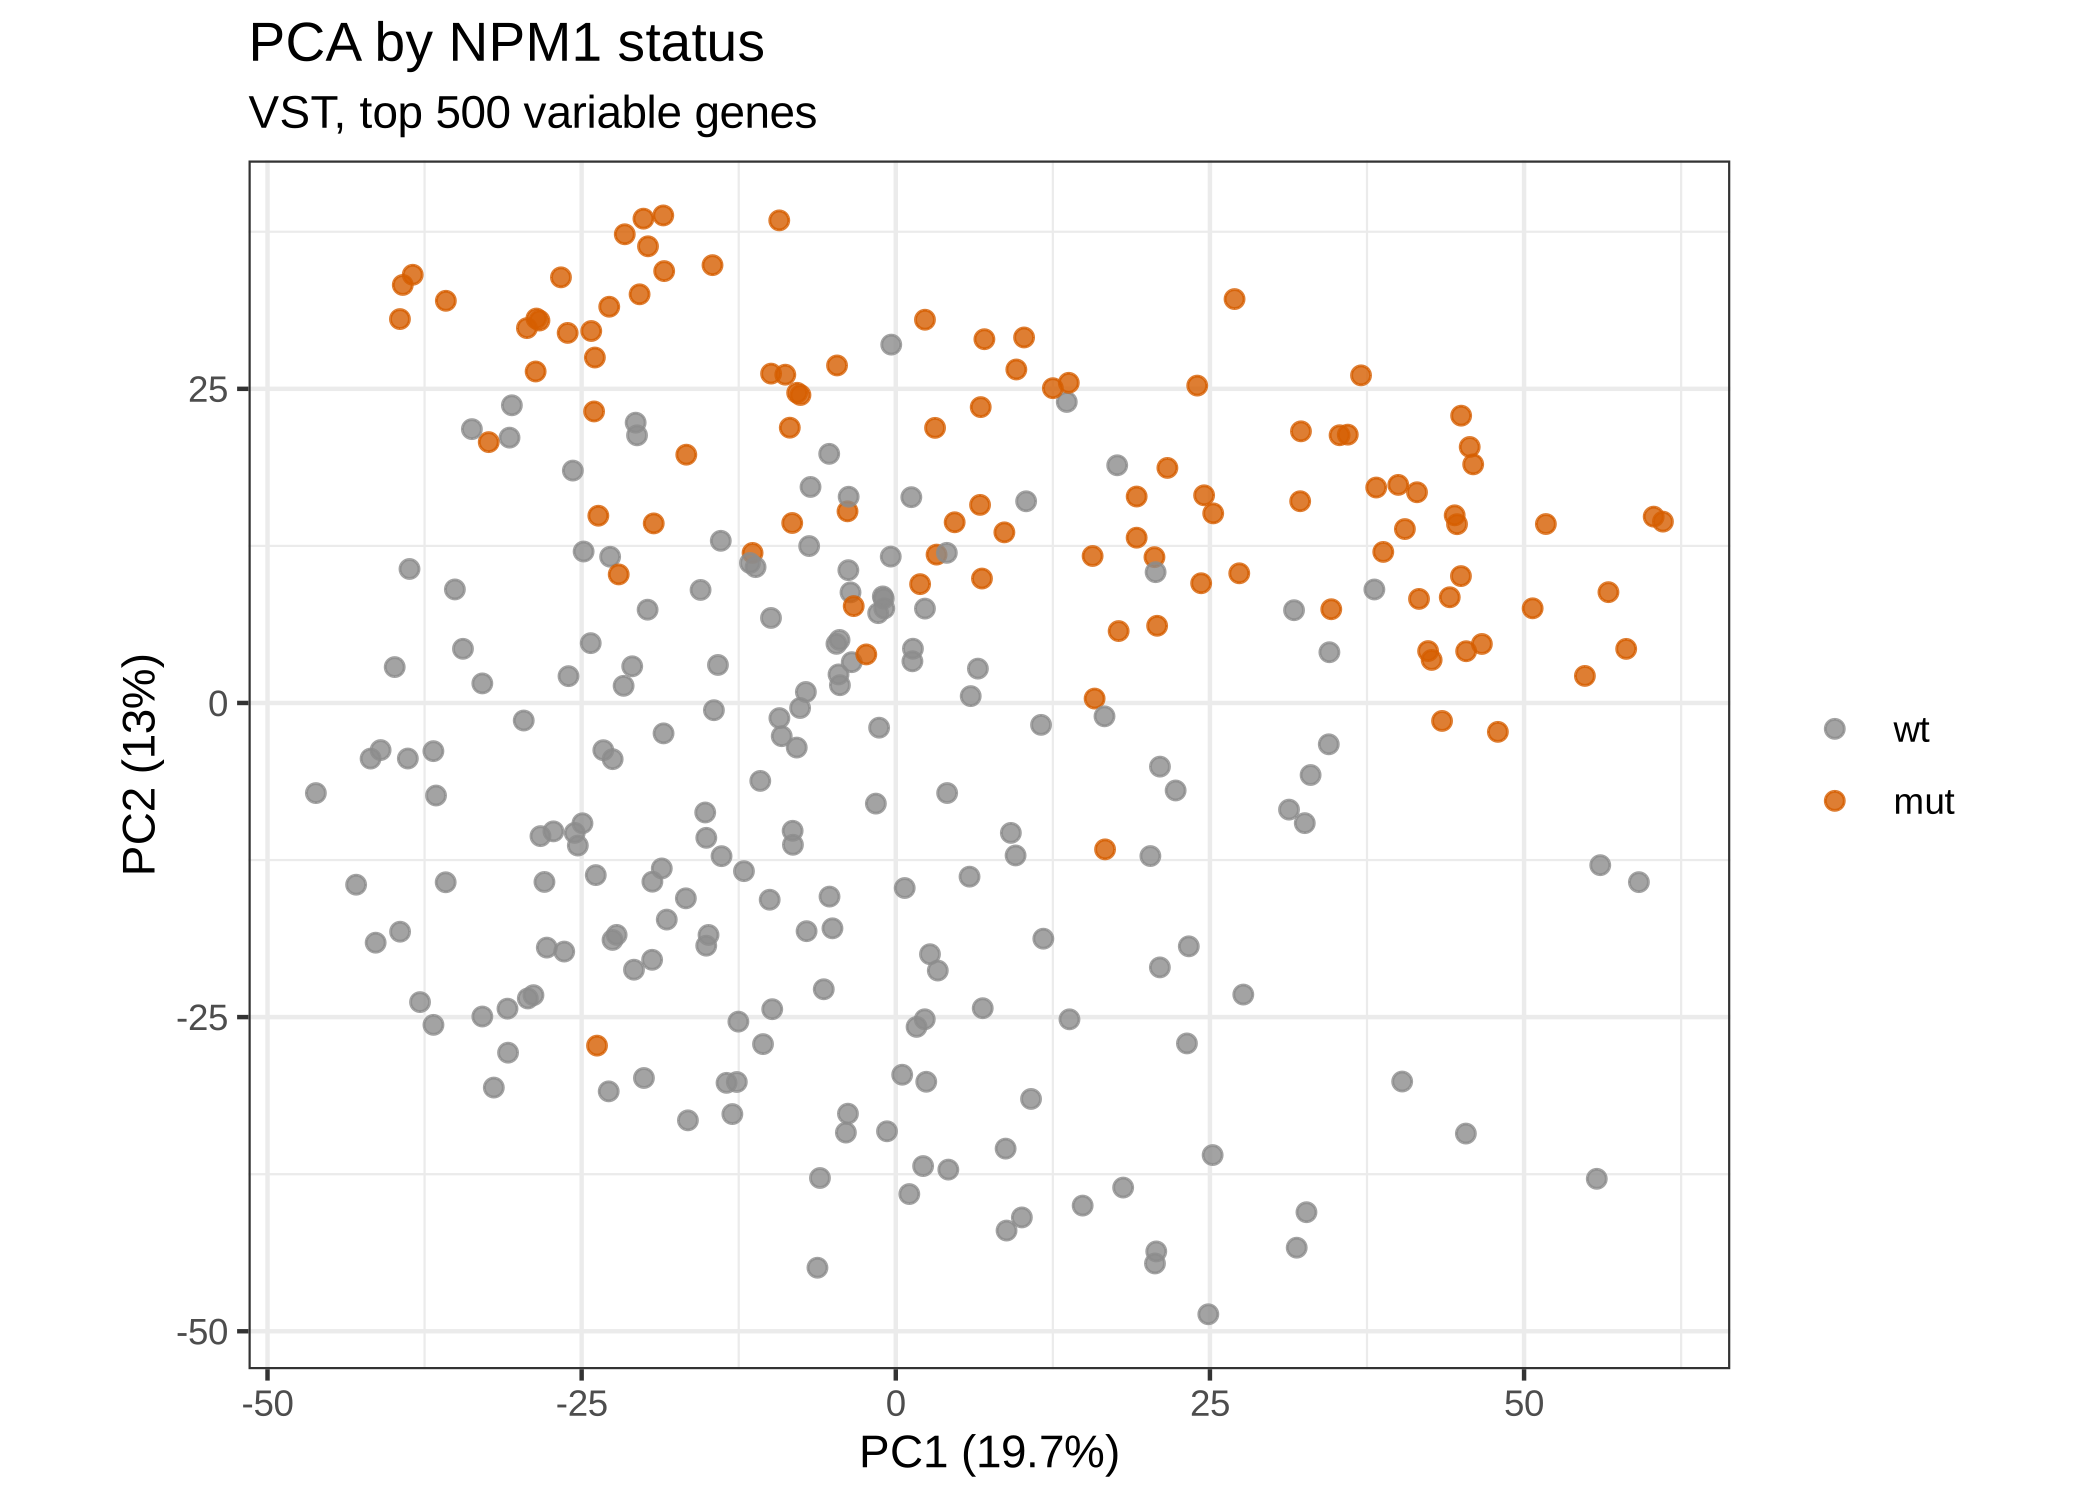 PCA by NPM1 status
VST, top 500 variable genes
25
0
-25
-50
PC2 (13%)
-50
-25
0
25
50
PC1 (19.7%)
wt
mut